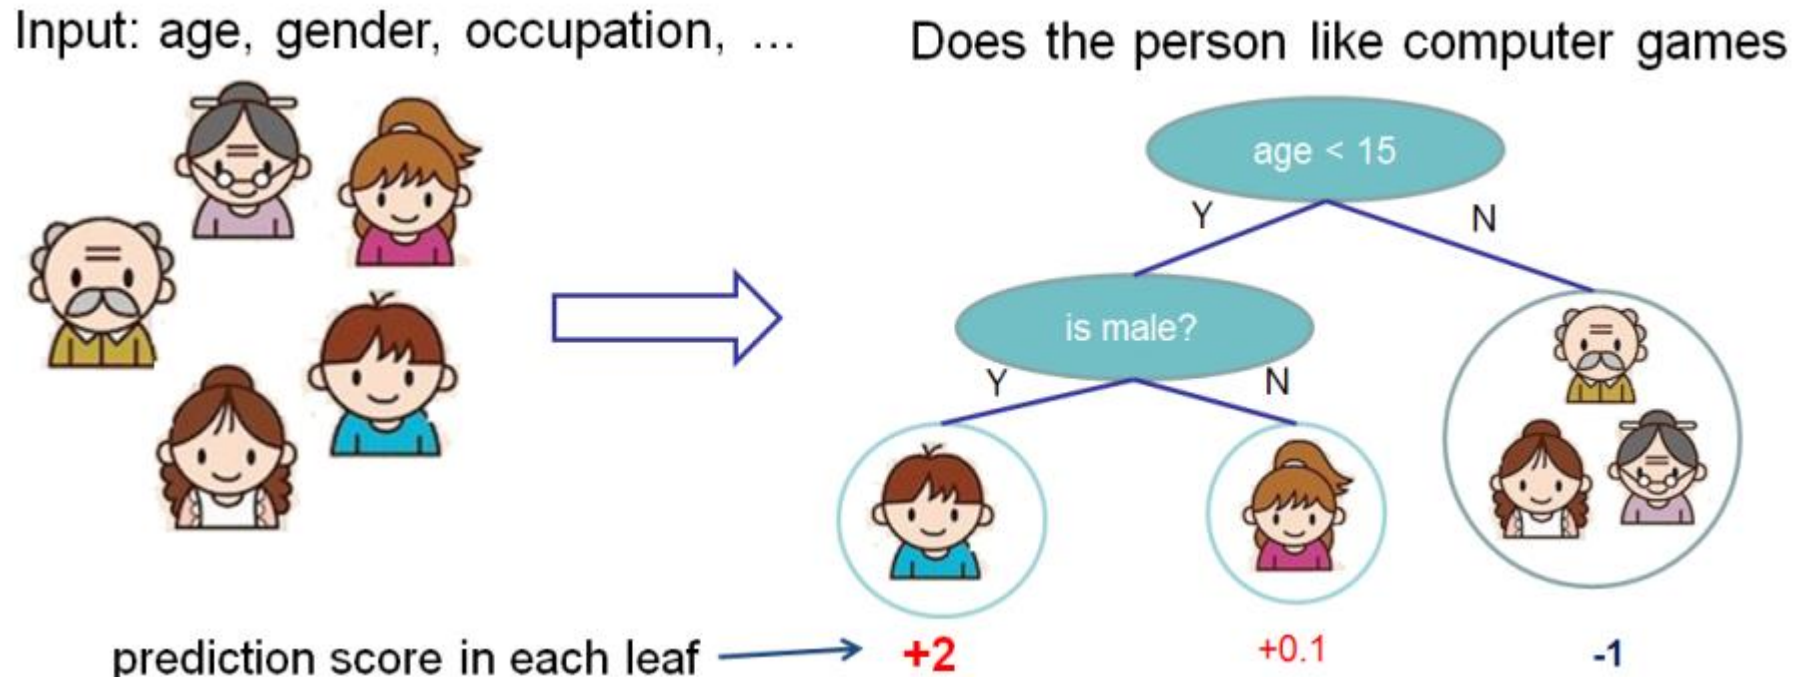 Input: age, gender, occupation, ...
Does the person like computer games
age < 15
Y
N
is male?
Y
N
prediction score in each leaf
+2
+0.1
-1